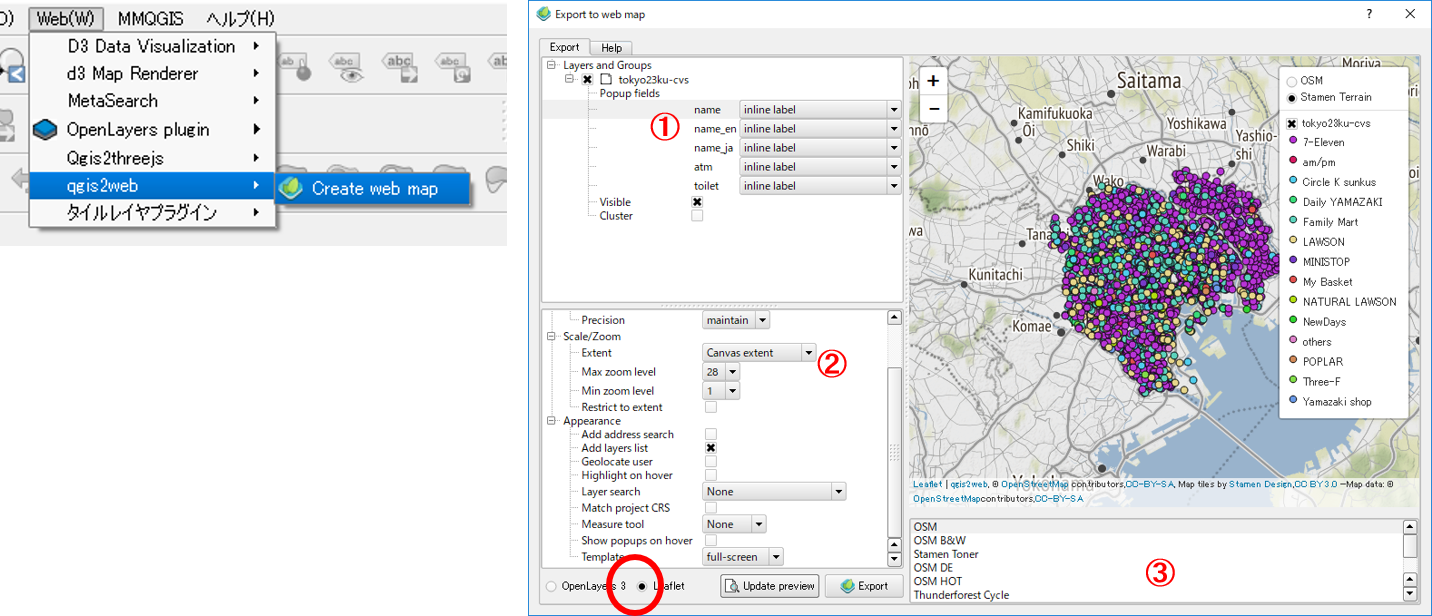 O) Web(W) MMQGIS ヘルプ(H)
D3 Data Visualization
d3 Map Renderer
MetaSearch
OpenLayers plugin
Qgis2threejs
qgis2web
Create web map
タイルレイヤプラグイン
ab
abc
abc
abc
ab
Export to web map
? ×
Export Help
Layers and Groups
tokyo23ku-cvs
Popup fields
name inline label
①
name_en inline label
name_ja inline label
atm inline label
toilet inline label
Visible
Cluster
Precision maintain
Scale/Zoom
Extent Canvas extent
②
Max zoom level 28
Min zoom level 1
Restrict to extent
Appearance
Add address search
Add layers list
Geolocate user
Highlight on hover
Layer search None
Match project CRS
Measure tool None
Show popups on hover
Template full-screen
OpenLayers 3 Leaflet Update preview Export
+
−
Saitama
Moriya
Kamifukuoka
Ōi
Yoshikawa
Yashio-
shi
Shiki
Warabi
Wako
Kunitachi
Komae
OSM
Stamen Terrain
tokyo23ku-cvs
7-Eleven
am/pm
Circle K sunkus
Daily YAMAZAKI
Family Mart
LAWSON
MINISTOP
My Basket
NATURAL LAWSON
NewDays
others
POPLAR
Three-F
Yamazaki shop
Leaflet | qgis2web, © OpenStreetMap contributors,CC-BY-SA, Map tiles by Stamen Design,CC BY 3.0 —Map data: ©
OpenStreetMapcontributors,CC-BY-SA
OSM
OSM B&W
Stamen Toner
OSM DE
OSM HOT
Thunderforest Cycle
③